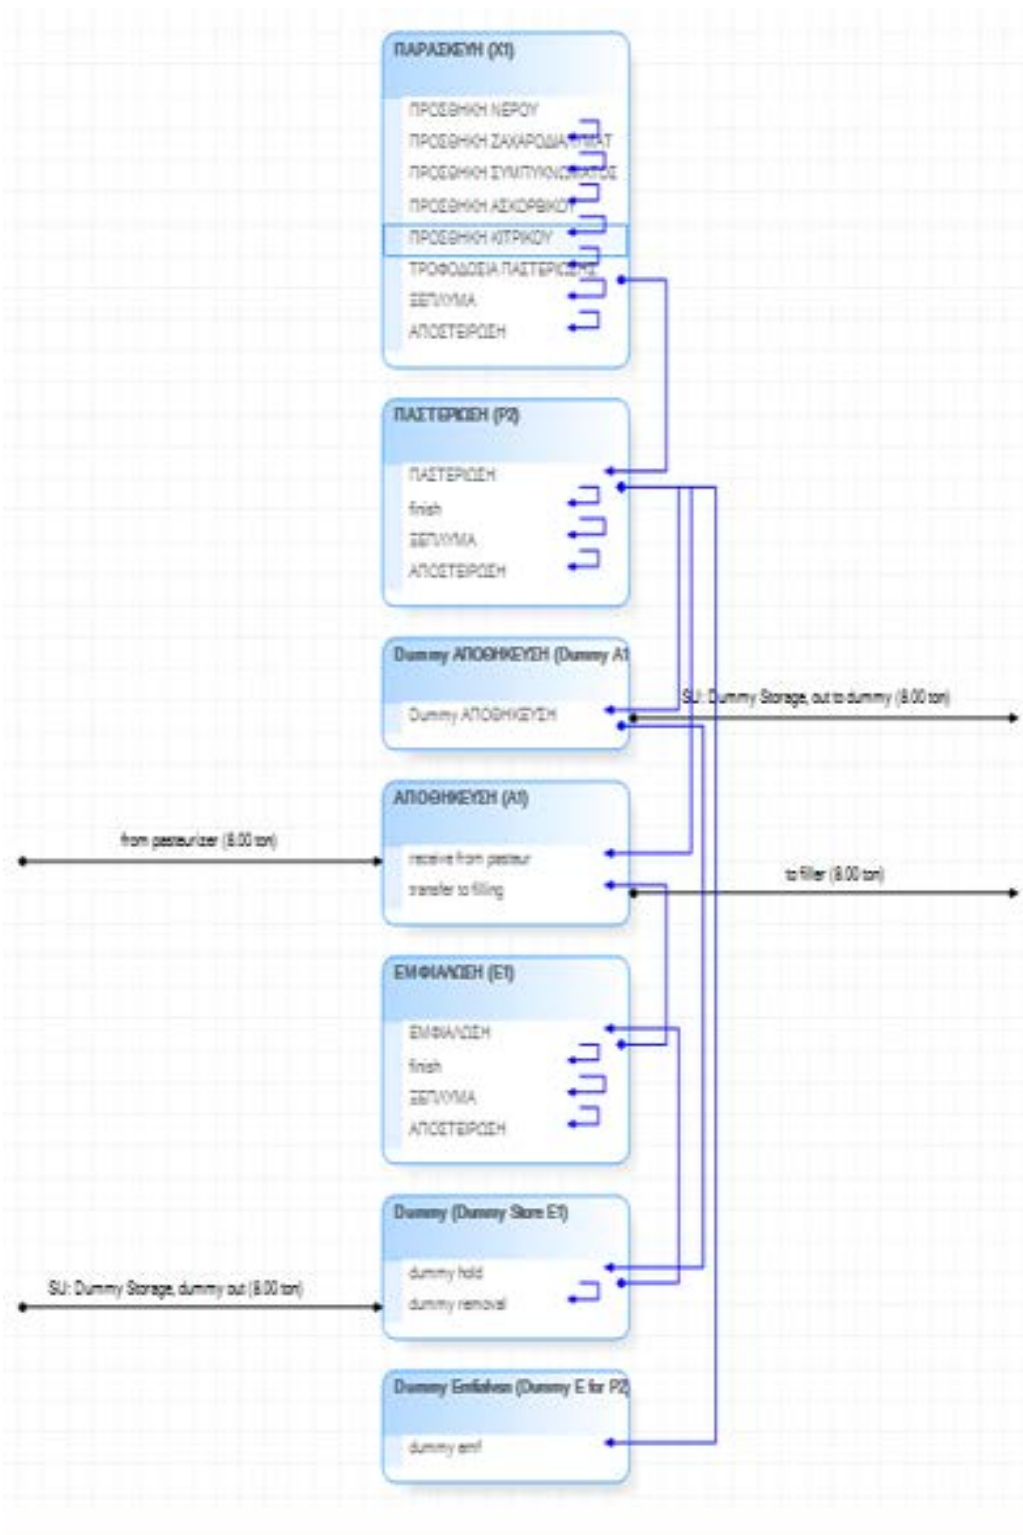 ΠΑΡΑΣΚΕΥΗ (X1)
ΠΡΟΣΘΗΚΗ ΝΕΡΟΥ
ΠΡΟΣΘΗΚΗ ΖΑΧΑΡΟΔΙΑΛΥΜΑΤ
ΠΡΟΣΘΗΚΗ ΣΥΜΠΥΚΝΩΜΑΤΟΣ
ΠΡΟΣΘΗΚΗ ΑΣΚΟΡΒΙΚΟΥ
ΠΡΟΣΘΗΚΗ ΚΙΤΡΙΚΟΥ
ΤΡΟΦΟΔΟΣΙΑ ΠΑΣΤΕΡΙΩΣΗΣ
ΞΕΠΛΥΜΑ
ΑΠΟΣΤΕΙΡΩΣΗ
ΠΑΣΤΕΡΙΩΣΗ (P2)
ΠΑΣΤΕΡΙΩΣΗ
finish
ΞΕΠΛΥΜΑ
ΑΠΟΣΤΕΙΡΩΣΗ
Dummy ΑΠΟΘΗΚΕΥΣΗ (Dummy A1
SU: Dummy Storage, out to dummy (8.00 ton)
Dummy ΑΠΟΘΗΚΕΥΣΗ
ΑΠΟΘΗΚΕΥΣΗ (A1)
from pasteurizer (8.00 ton)
receive from pasteur
to filler (8.00 ton)
transfer to filling
ΕΜΦΙΑΛΩΣΗ (E1)
ΕΜΦΙΑΛΩΣΗ
finish
ΞΕΠΛΥΜΑ
ΑΠΟΣΤΕΙΡΩΣΗ
Dummy (Dummy Store E1)
dummy hold
SU: Dummy Storage, dummy out (8.00 ton)
dummy removal
Dummy Emfialwsn (Dummy E for P2)
dummy emf